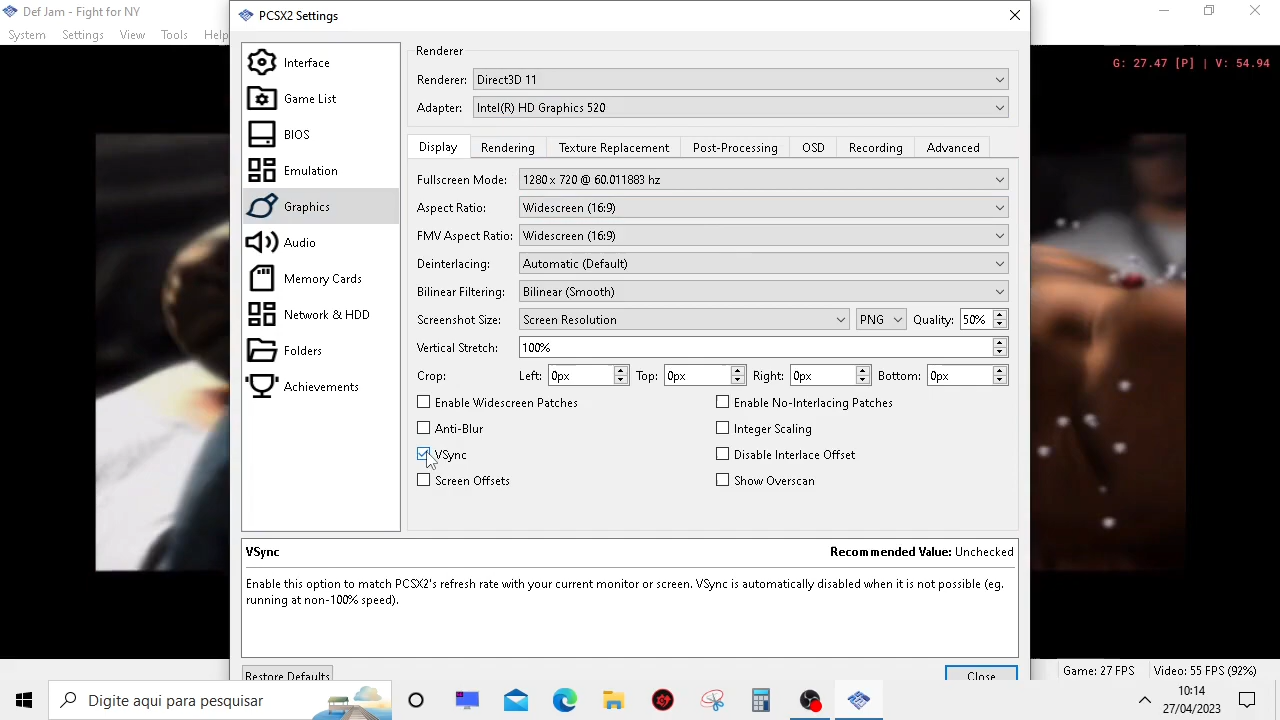 Def Jam - Fight for NY
System Settings View Tools Help
PCSX2 Settings
G: 27.47 [P] | V: 54.94
Interface
Game List
BIOS
Emulation
Graphics
Audio
Memory Cards
Network & HDD
Folders
Achievements
Renderer
Renderer: Direct3D 11
Adapter: Intel(R) HD Graphics 520
Display Rendering Texture Replacement Post-Processing OSD Recording Advanced
Fullscreen Mode: 1280 x 720 @ 60.011883 hz
Aspect Ratio: Widescreen (16:9)
FMV Aspect Ratio: Widescreen (16:9)
Deinterlacing: Automatic (Default)
Bilinear Filtering: Bilinear (Smooth)
Screenshot Size: Screen Resolution PNG Quality: 50%
Vertical Stretch: 100%
Crop: Left: 0px Top: 0px Right: 0px Bottom: 0px
Enable Widescreen Patches Enable No-Interlacing Patches
Anti-Blur Integer Scaling
VSync Disable Interlace Offset
Screen Offsets Show Overscan
VSync Recommended Value: Unchecked
Enable this option to match PCSX2's refresh rate with your current monitor or screen. VSync is automatically disabled when it is not possible (eg.
running at non-100% speed).
Restore Defaults Close
Game: 27 FPS Video: 55 FPS (92%)
Digite aqui para pesquisar
10:14
27/04/2023